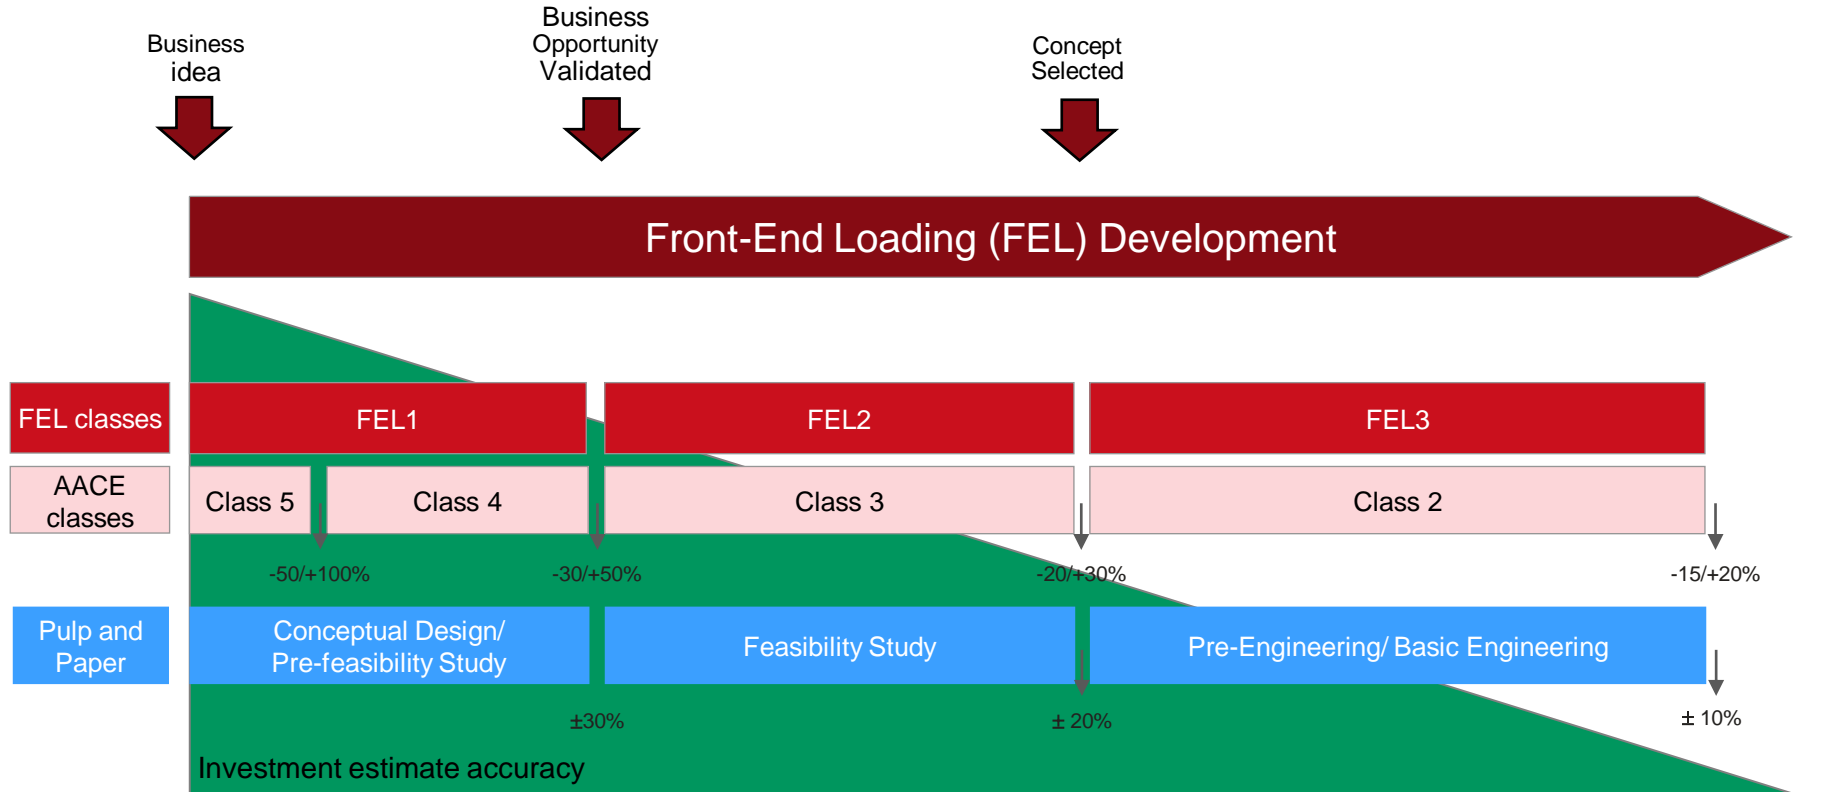 Business
idea
Business
Opportunity
Validated
Concept
Selected
Front-End Loading (FEL) Development
FEL classes
FEL1
FEL2
FEL3
AACE
classes
Class 5
Class 4
Class 3
Class 2
-50/+100%
-30/+50%
-20/+30%
-15/+20%
Pulp and
Paper
Conceptual Design/
Pre-feasibility Study
Feasibility Study
Pre-Engineering/ Basic Engineering
±30%
± 20%
± 10%
Investment estimate accuracy